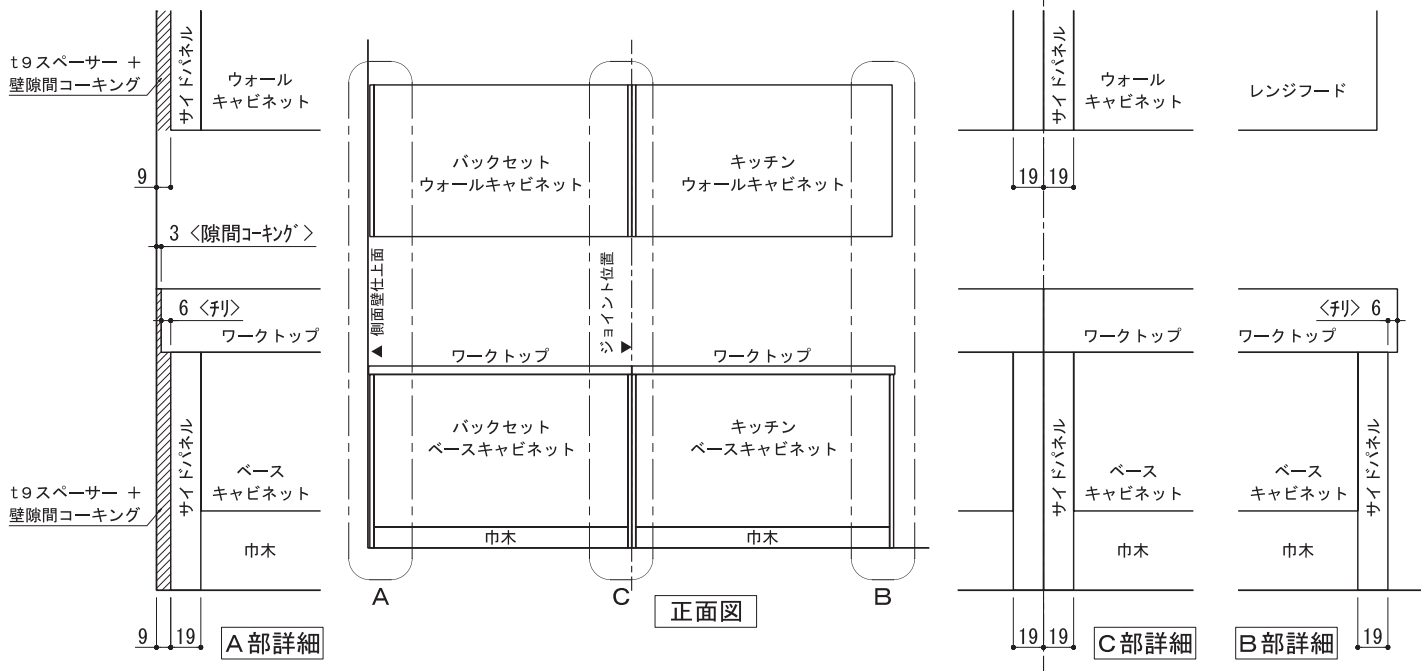 t9スペーサー ＋
壁隙間コーキング
サイドパネル
ウォール
キャビネット
9
3 〈隙間コーキング〉
6 〈チリ〉
ワークトップ
サイドパネル
t9スペーサー ＋
壁隙間コーキング
ベース
キャビネット
巾木
9
19
A部詳細
バックセット
ウォールキャビネット
キッチン
ウォールキャビネット
▲側面壁仕上面
ジョイント位置▼
ワークトップ
ワークトップ
バックセット
ベースキャビネット
キッチン
ベースキャビネット
巾木
巾木
A
C
B
正面図
サイドパネル
ウォール
キャビネット
19
19
ワークトップ
サイドパネル
ベース
キャビネット
巾木
19
19
C部詳細
レンジフード
〈チリ〉 6
ワークトップ
サイドパネル
ベース
キャビネット
巾木
19
B部詳細